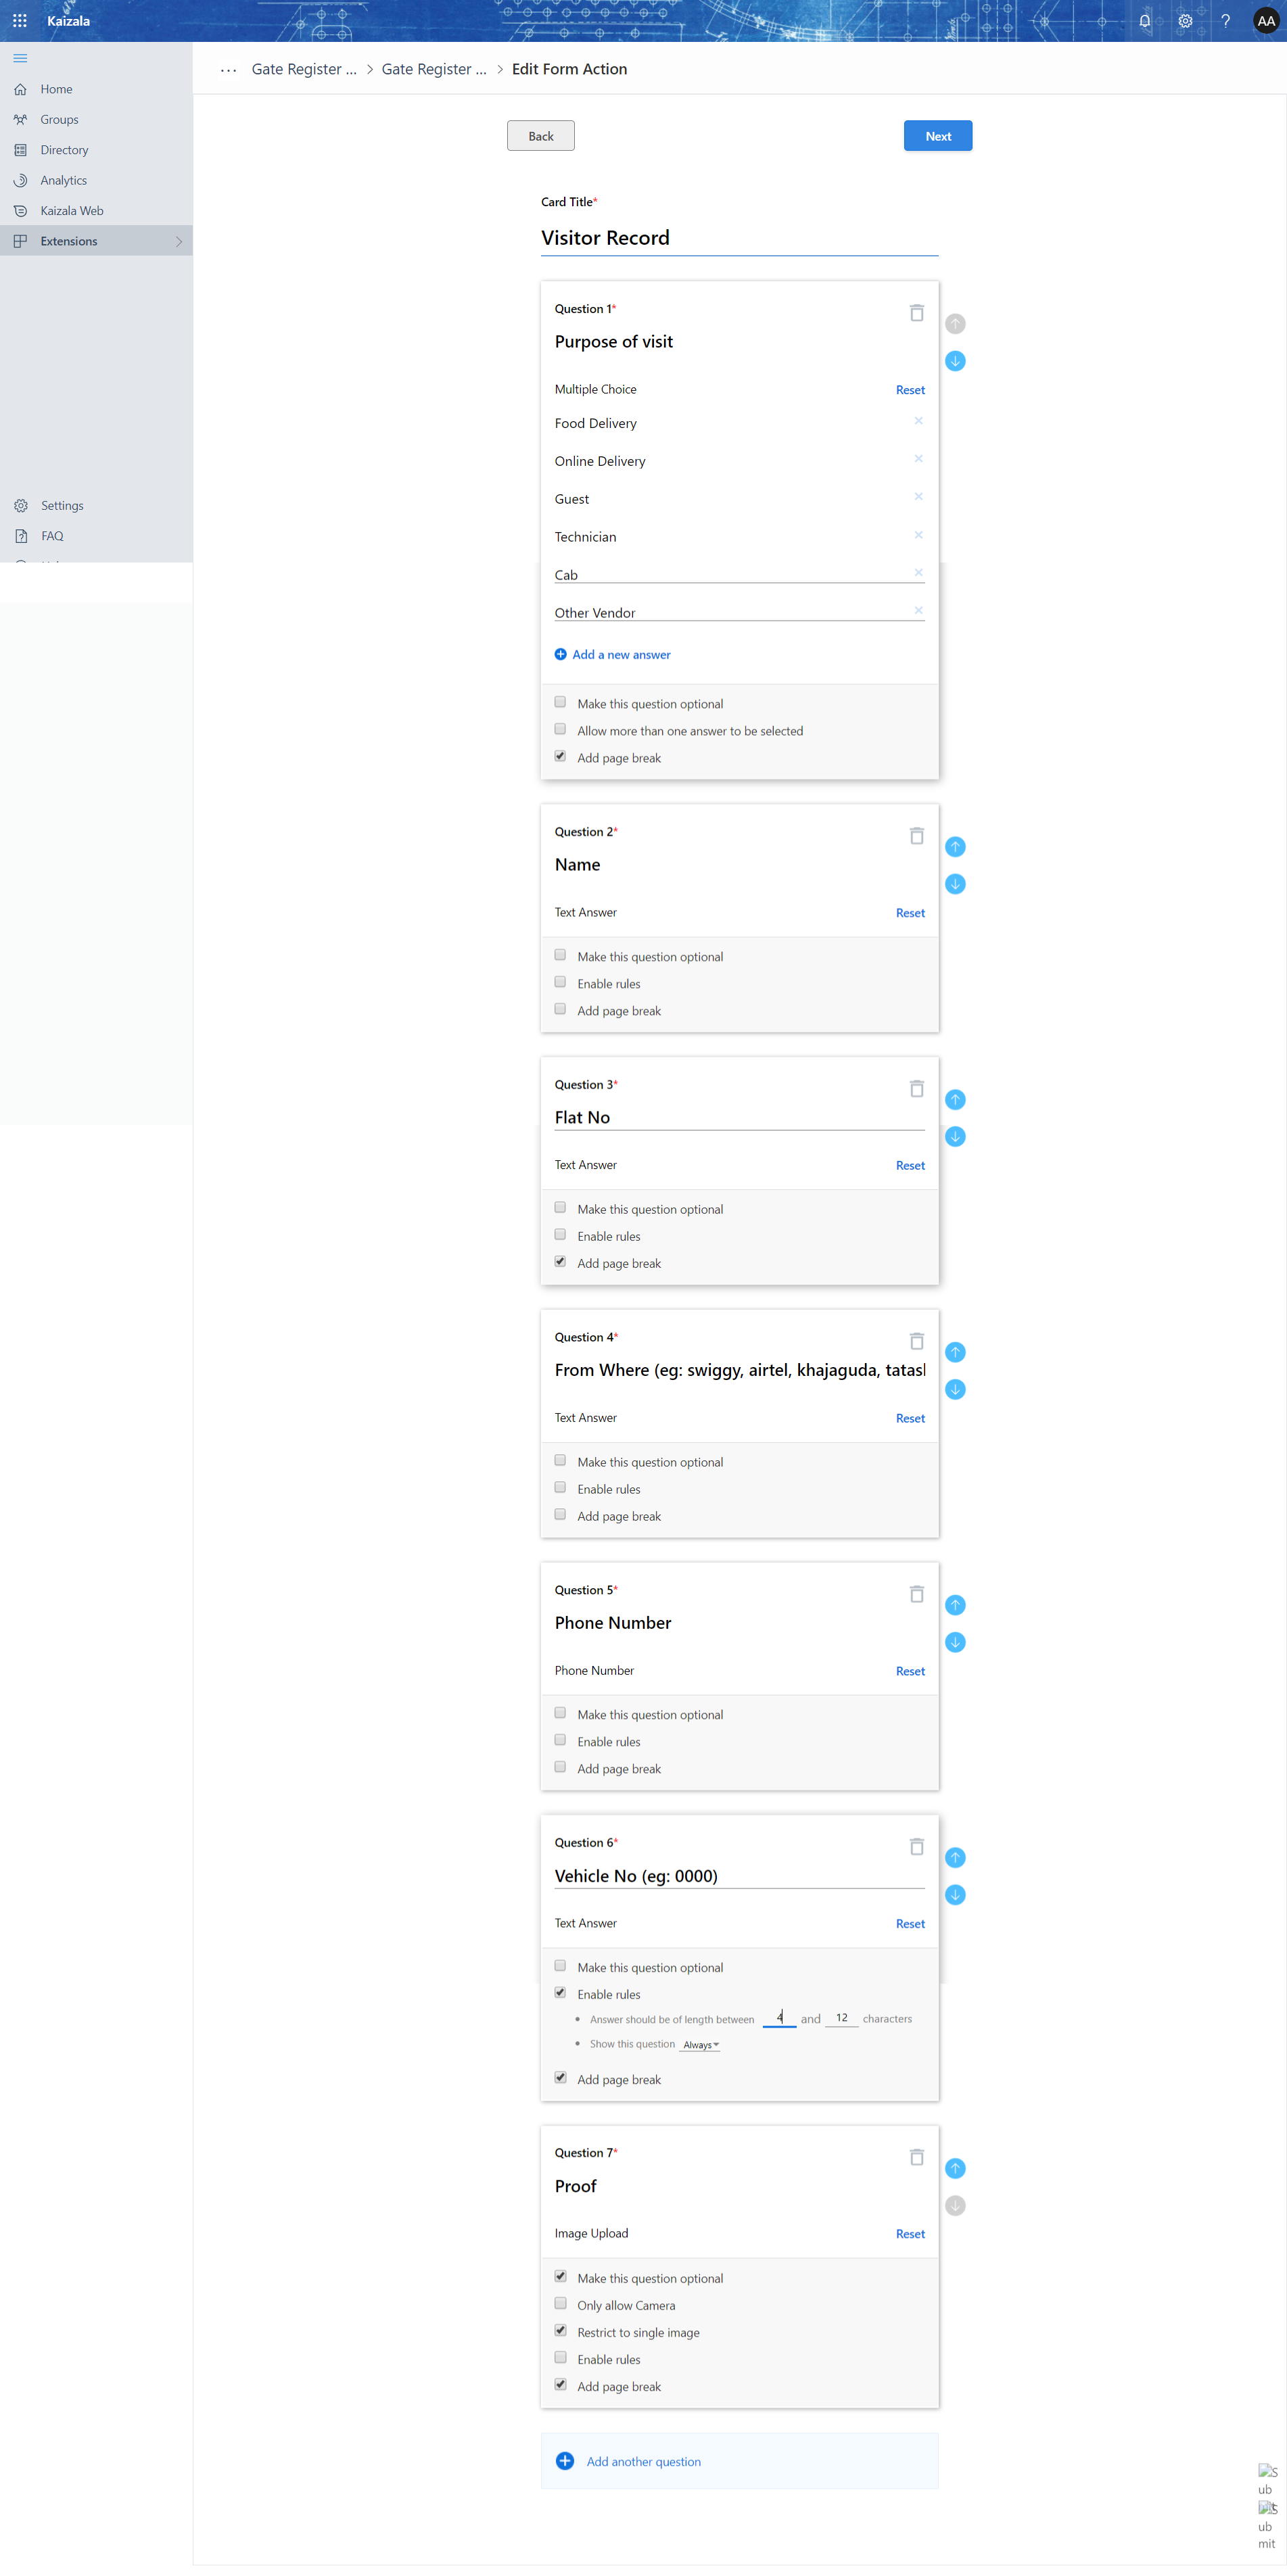 Kaizala
?
AA
Home
Groups
Directory
Analytics
Kaizala Web
Extensions
Settings
FAQ
... Gate Register ... > Gate Register ... > Edit Form Action
Back
Next
Card Title*
Visitor Record
Question 1*
Purpose of visit
Multiple Choice Reset
Food Delivery
Online Delivery
Guest
Technician
Cab
Other Vendor
Add a new answer
Make this question optional
Allow more than one answer to be selected
Add page break
Question 2*
Name
Text Answer Reset
Make this question optional
Enable rules
Add page break
Question 3*
Flat No
Text Answer Reset
Make this question optional
Enable rules
Add page break
Question 4*
From Where (eg: swiggy, airtel, khajaguda,
Text Answer Reset
Make this question optional
Enable rules
Add page break
Question 5*
Phone Number
Phone Number Reset
Make this question optional
Enable rules
Add page break
Question 6*
Vehicle No (eg: 0000)
Text Answer Reset
Make this question optional
Enable rules
• Answer should be of length between 4 and 12 characters
• Show this question Always
Add page break
Question 7*
Proof
Image Upload Reset
Make this question optional
Only allow Camera
Restrict to single image
Enable rules
Add page break
Add another question
S
ub
S
ub
mit